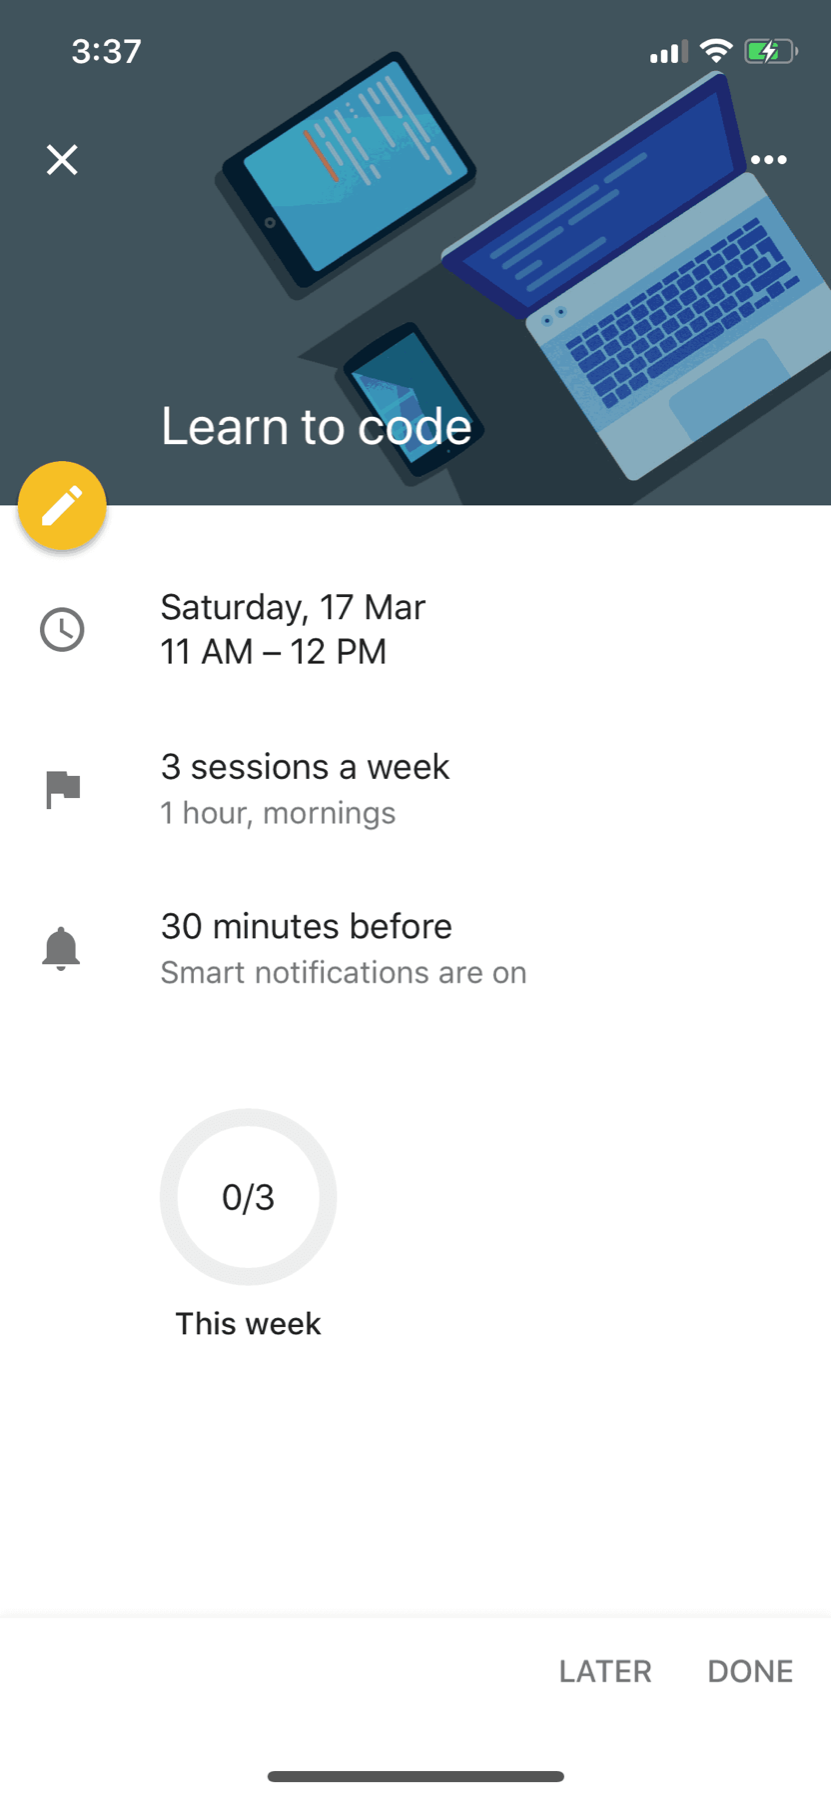 3:37
Learn to code
Saturday, 17 Mar
11 AM – 12 PM
3 sessions a week
1 hour, mornings
30 minutes before
Smart notifications are on
0/3
This week
LATER DONE